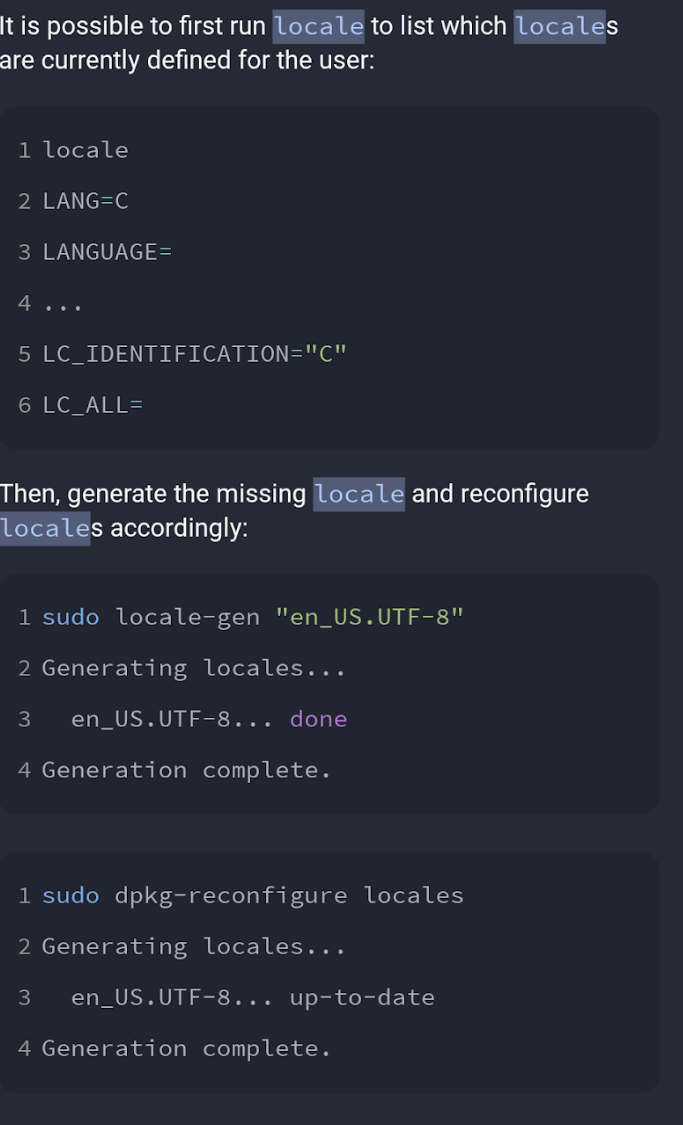 It is possible to first run locale to list which locales
are currently defined for the user:
1 locale
2 LANG=C
3 LANGUAGE=
4 ...
5 LC_IDENTIFICATION="C"
6 LC_ALL=
Then, generate the missing locale and reconfigure
locales accordingly:
1 sudo locale-gen "en_US.UTF-8"
2 Generating locales...
3   en_US.UTF-8... done
4 Generation complete.
1 sudo dpkg-reconfigure locales
2 Generating locales...
3   en_US.UTF-8... up-to-date
4 Generation complete.